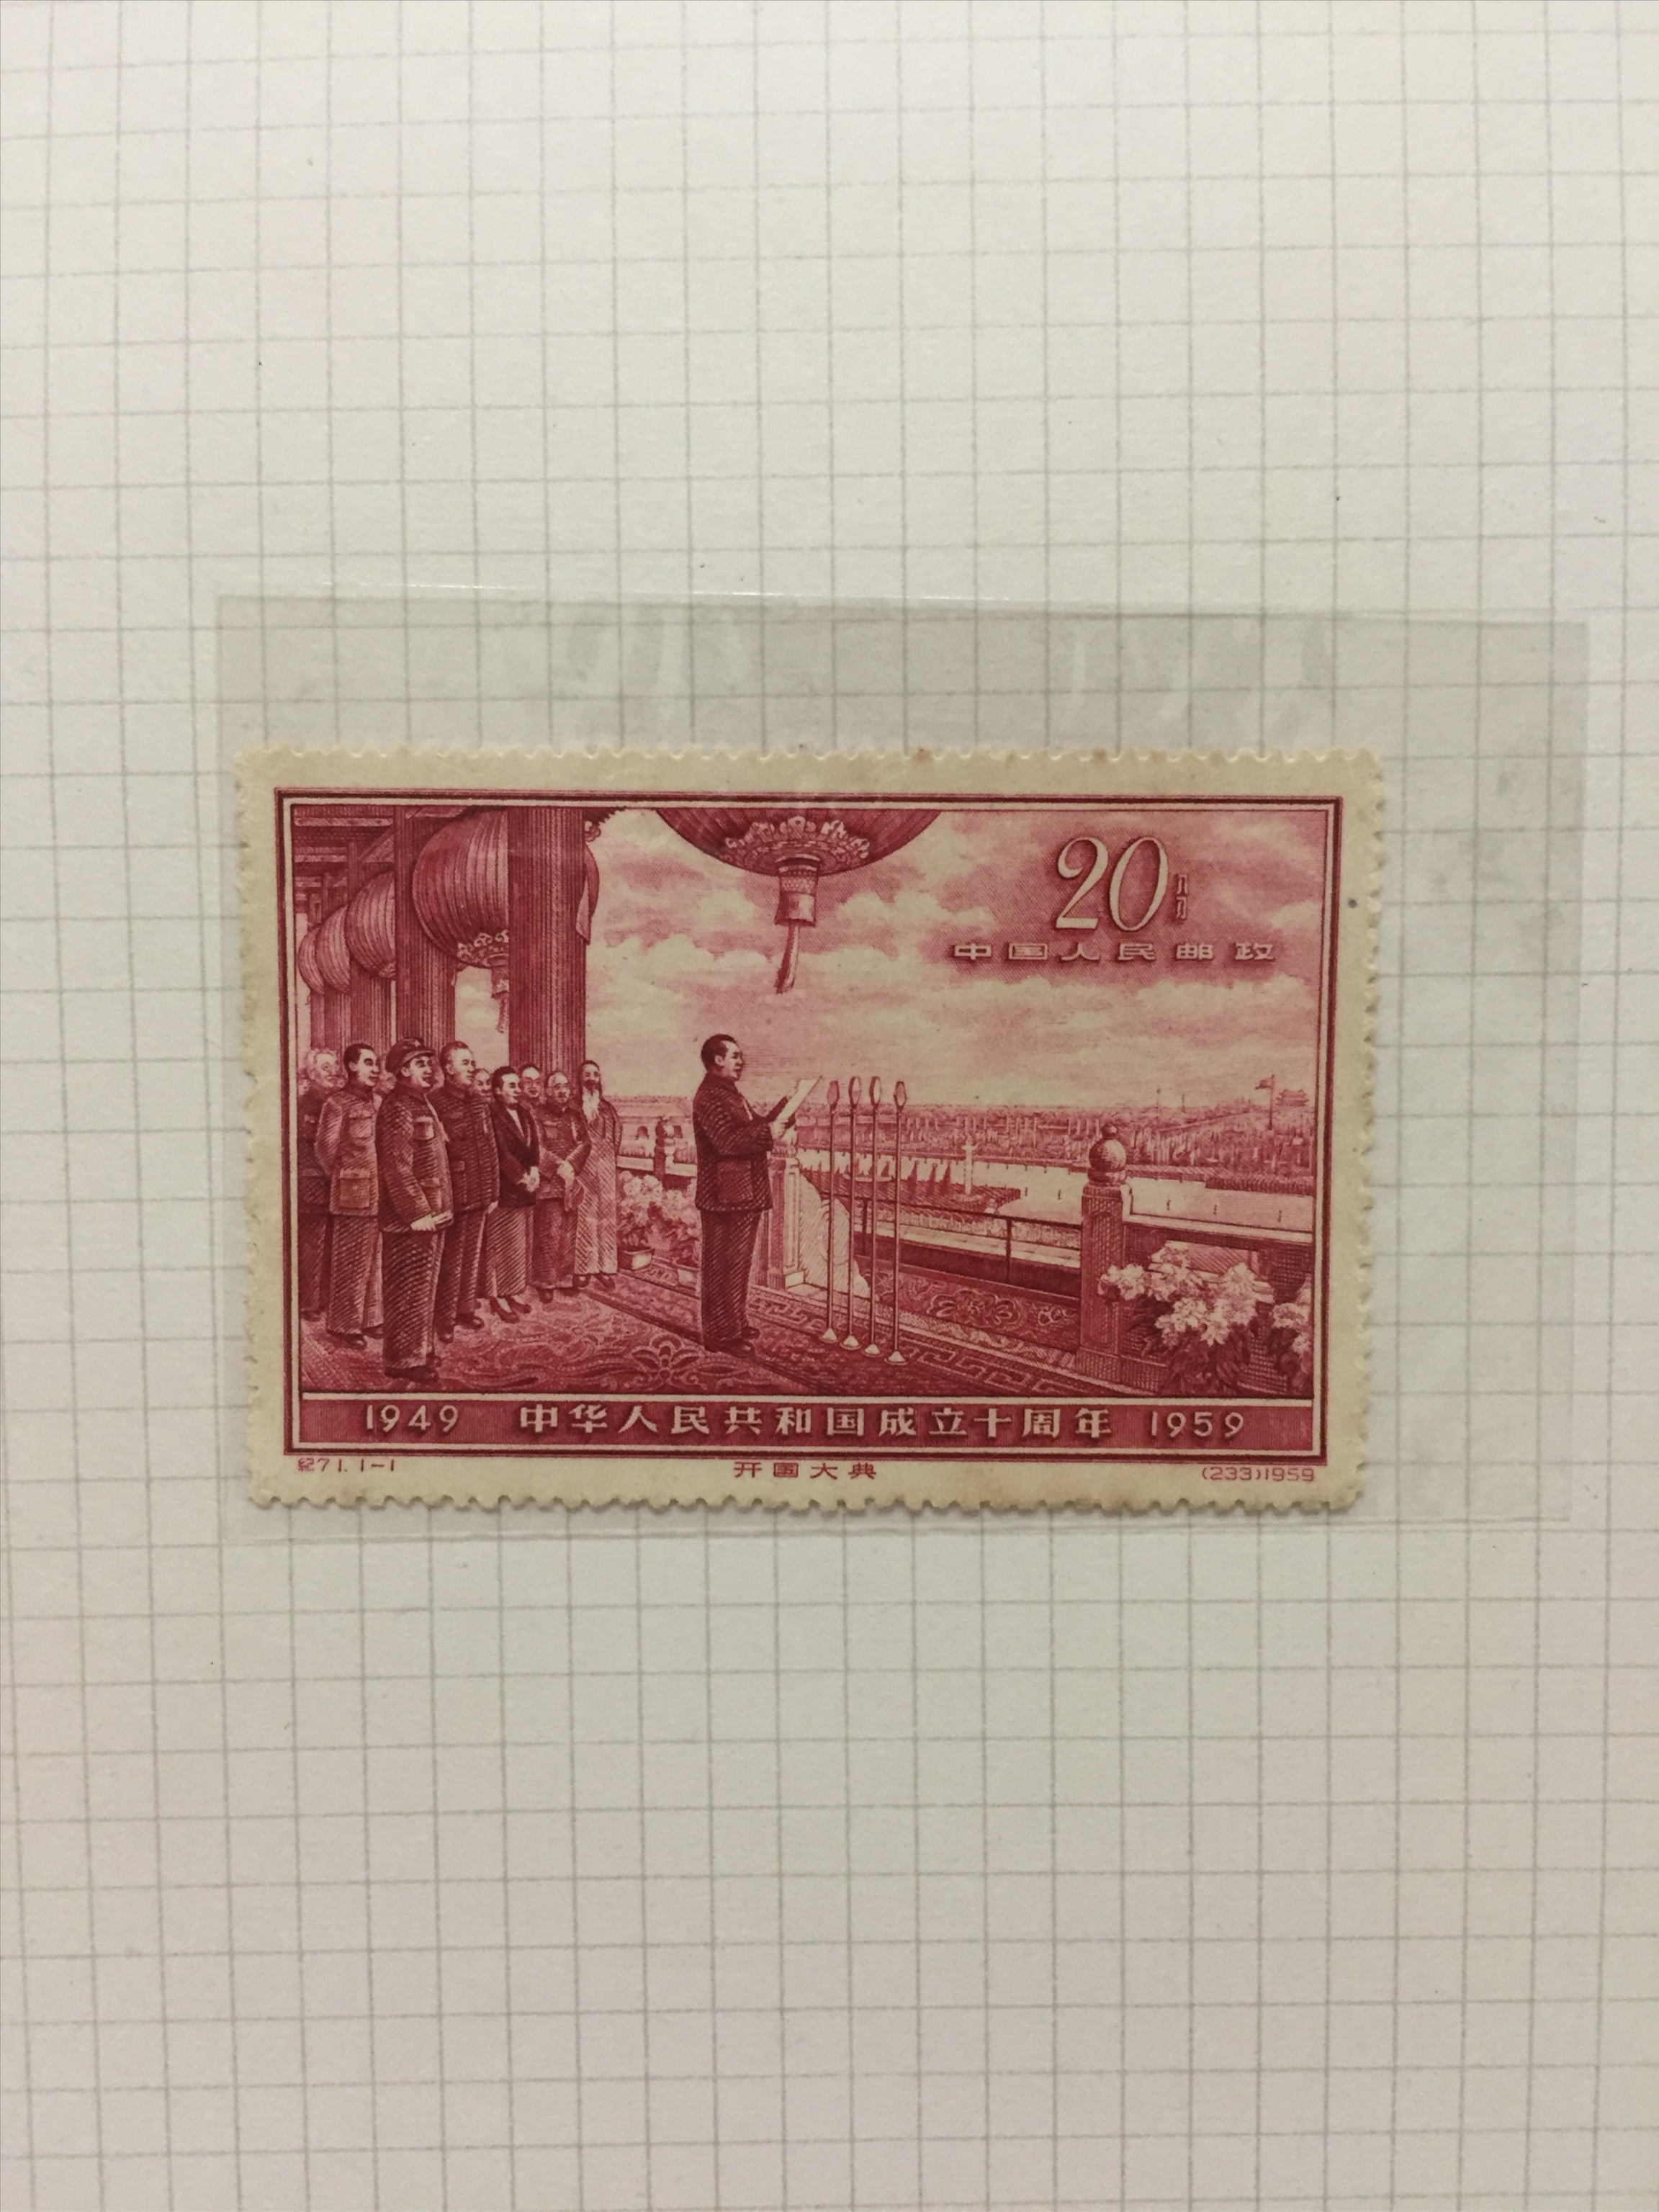 20分
中国人民邮政
1949 中华人民共和国成立十周年 1959
纪71.1-1 开国大典 (233)1959